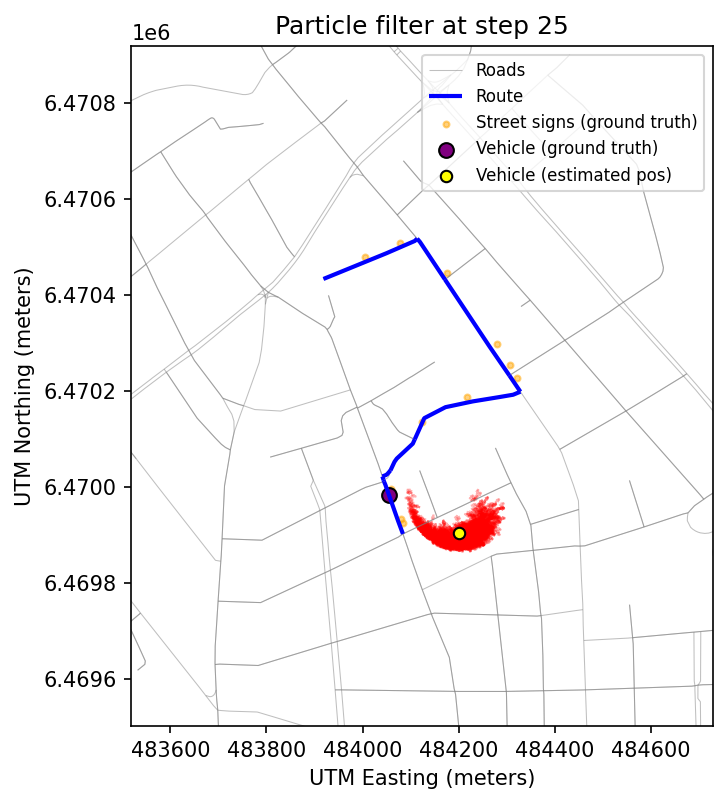 Particle filter at step 25
1e6
Roads
Route
Street signs (ground truth)
Vehicle (ground truth)
Vehicle (estimated pos)
6.4708
6.4706
6.4704
6.4702
6.4700
6.4698
6.4696
UTM Northing (meters)
483600 483800 484000 484200 484400 484600
UTM Easting (meters)